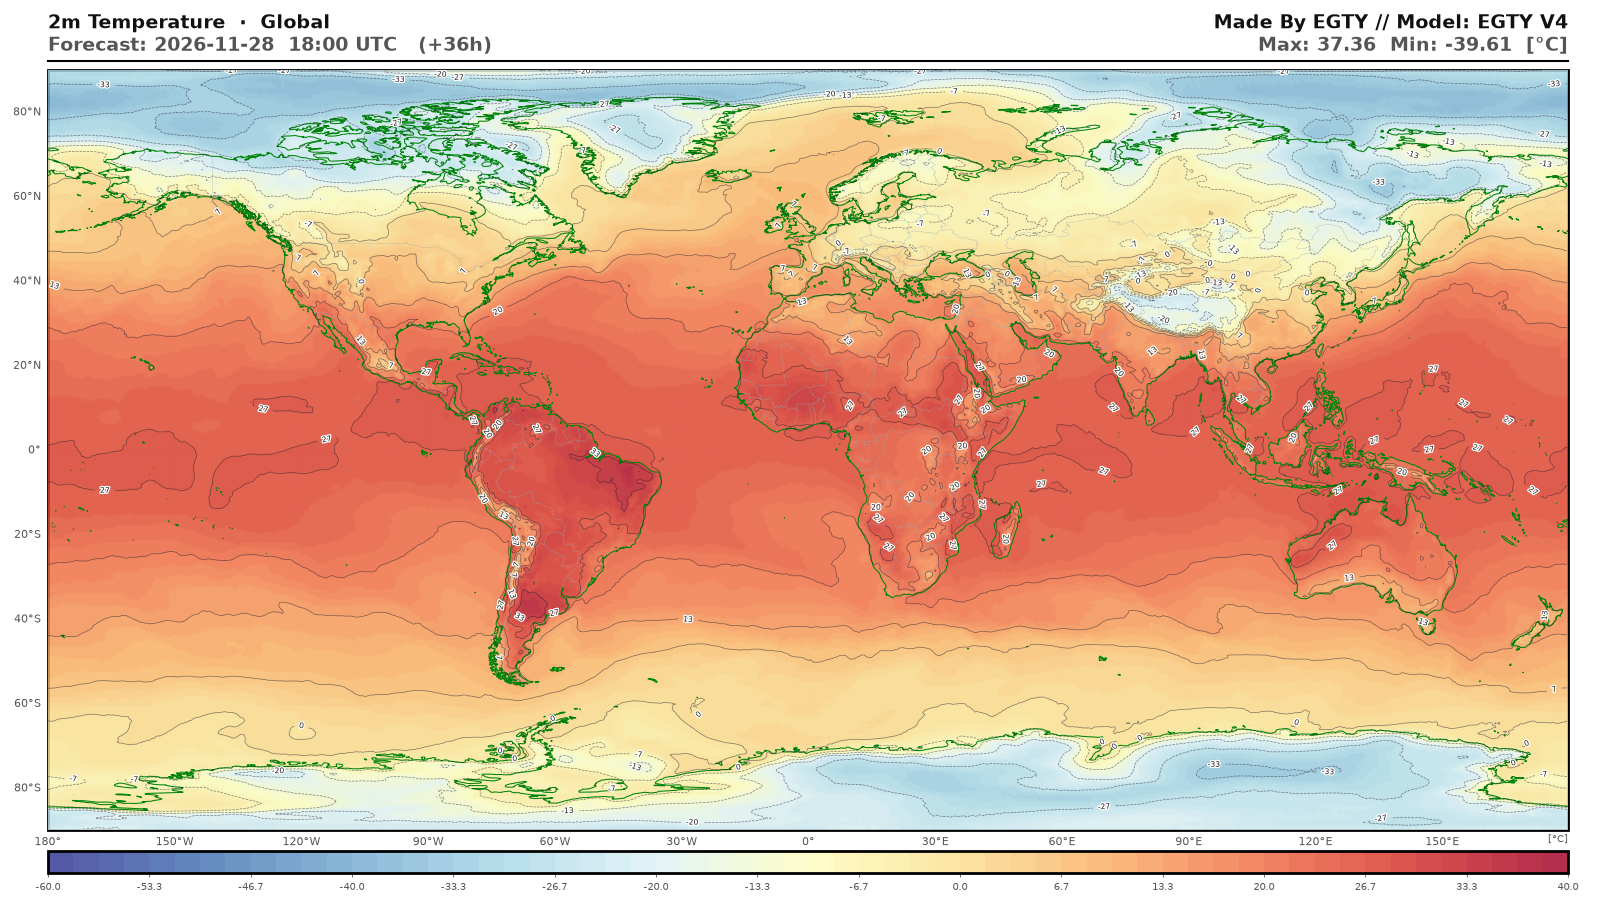 2m Temperature · Global
Made By EGTY // Model: EGTY V4
Forecast: 2026-11-28 18:00 UTC (+36h)
Max: 37.36 Min: -39.61 [°C]
80°N
60°N
40°N
20°N
0°
20°S
40°S
60°S
80°S
180° 150°W 120°W 90°W 60°W 30°W 0° 30°E 60°E 90°E 120°E 150°E [°C]
-60.0 -53.3 -46.7 -40.0 -33.3 -26.7 -20.0 -13.3 -6.7 0.0 6.7 13.3 20.0 26.7 33.3 40.0